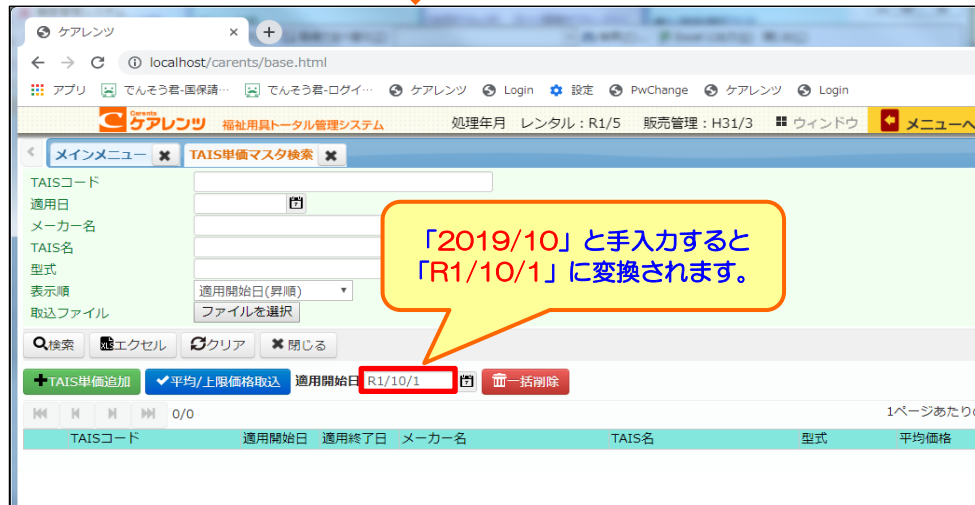 ケアレンツ
localhost/carents/base.html
アプリ でんそう君-国保請… でんそう君-ログイ… ケアレンツ Login 設定 PwChange ケアレンツ Login
Carents ケアレンツ 福祉用具トータル管理システム 処理年月 レンタル：R1/5 販売管理：H31/3 ウィンドウ メニューへ
メインメニュー TAIS単価マスタ検索
TAISコード
適用日
メーカー名
TAIS名
型式
表示順 適用開始日(昇順)
取込ファイル ファイルを選択
「2019/10」と手入力すると
「R1/10/1」に変換されます。
検索 エクセル クリア 閉じる
TAIS単価追加 平均/上限価格取込 適用開始日 R1/10/1 一括削除
0/0 1ページあたりの
TAISコード 適用開始日 適用終了日 メーカー名 TAIS名 型式 平均価格